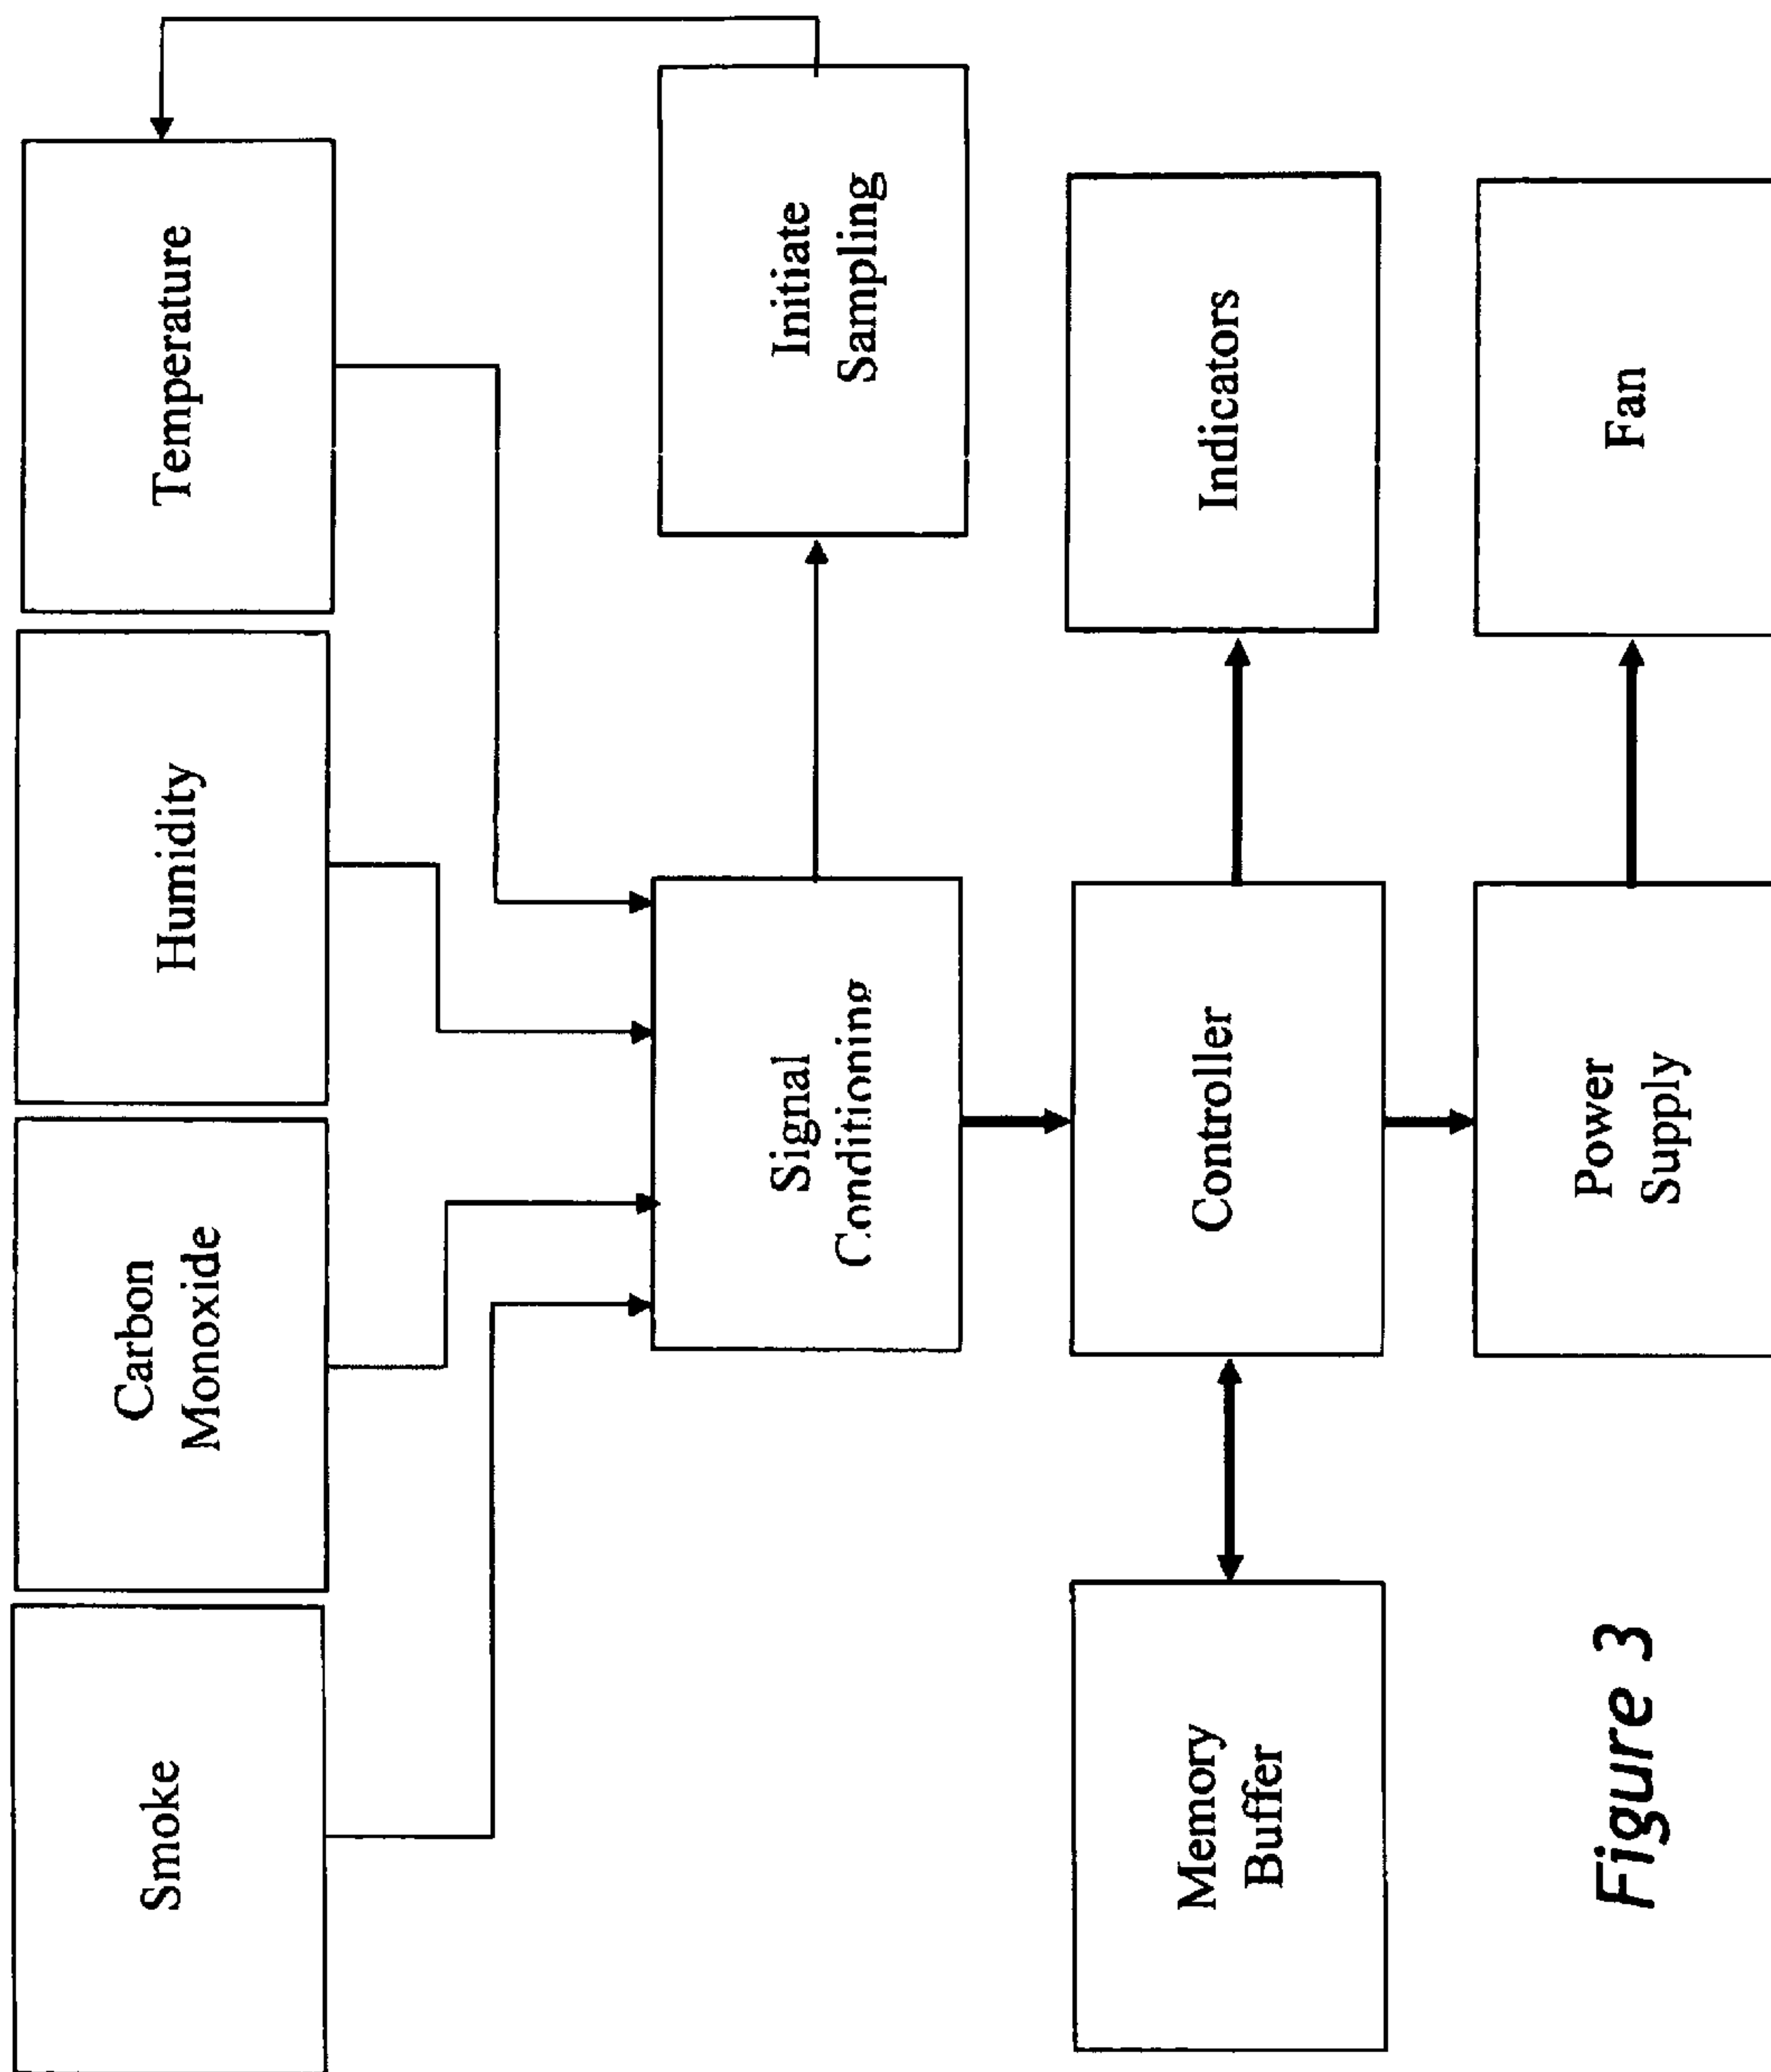 Smoke
Carbon
Monoxide
Humidity
Temperature
Signal
Conditioning
Initiate
Sampling
Memory
Buffer
Controller
Indicators
Power
Supply
Fan
Figure 3